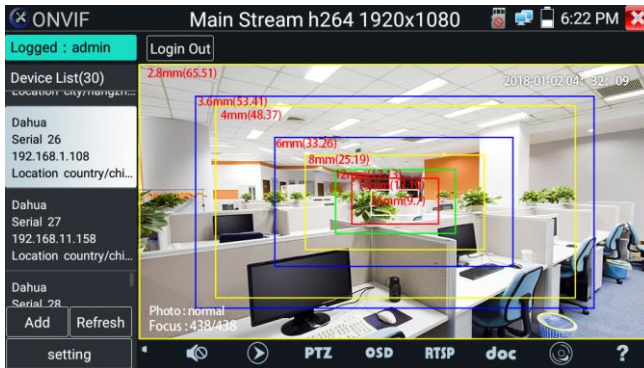 ONVIF
Main Stream h264 1920x1080
6:22 PM
Logged : admin
Login Out
Device List(30)
Dahua
Serial 26
192.168.1.108
Location country/chi...
Dahua
Serial 27
192.168.11.158
Location country/chi...
Dahua
Serial 28
Add
Refresh
setting
2.8mm(65.51)
2018-01-02 04: 32: 09
3.6mm(53.41)
4mm(48.37)
6mm(33.26)
8mm(25.19)
Photo : normal
Focus : 438/438
PTZ
OSD
RTSP
doc
?